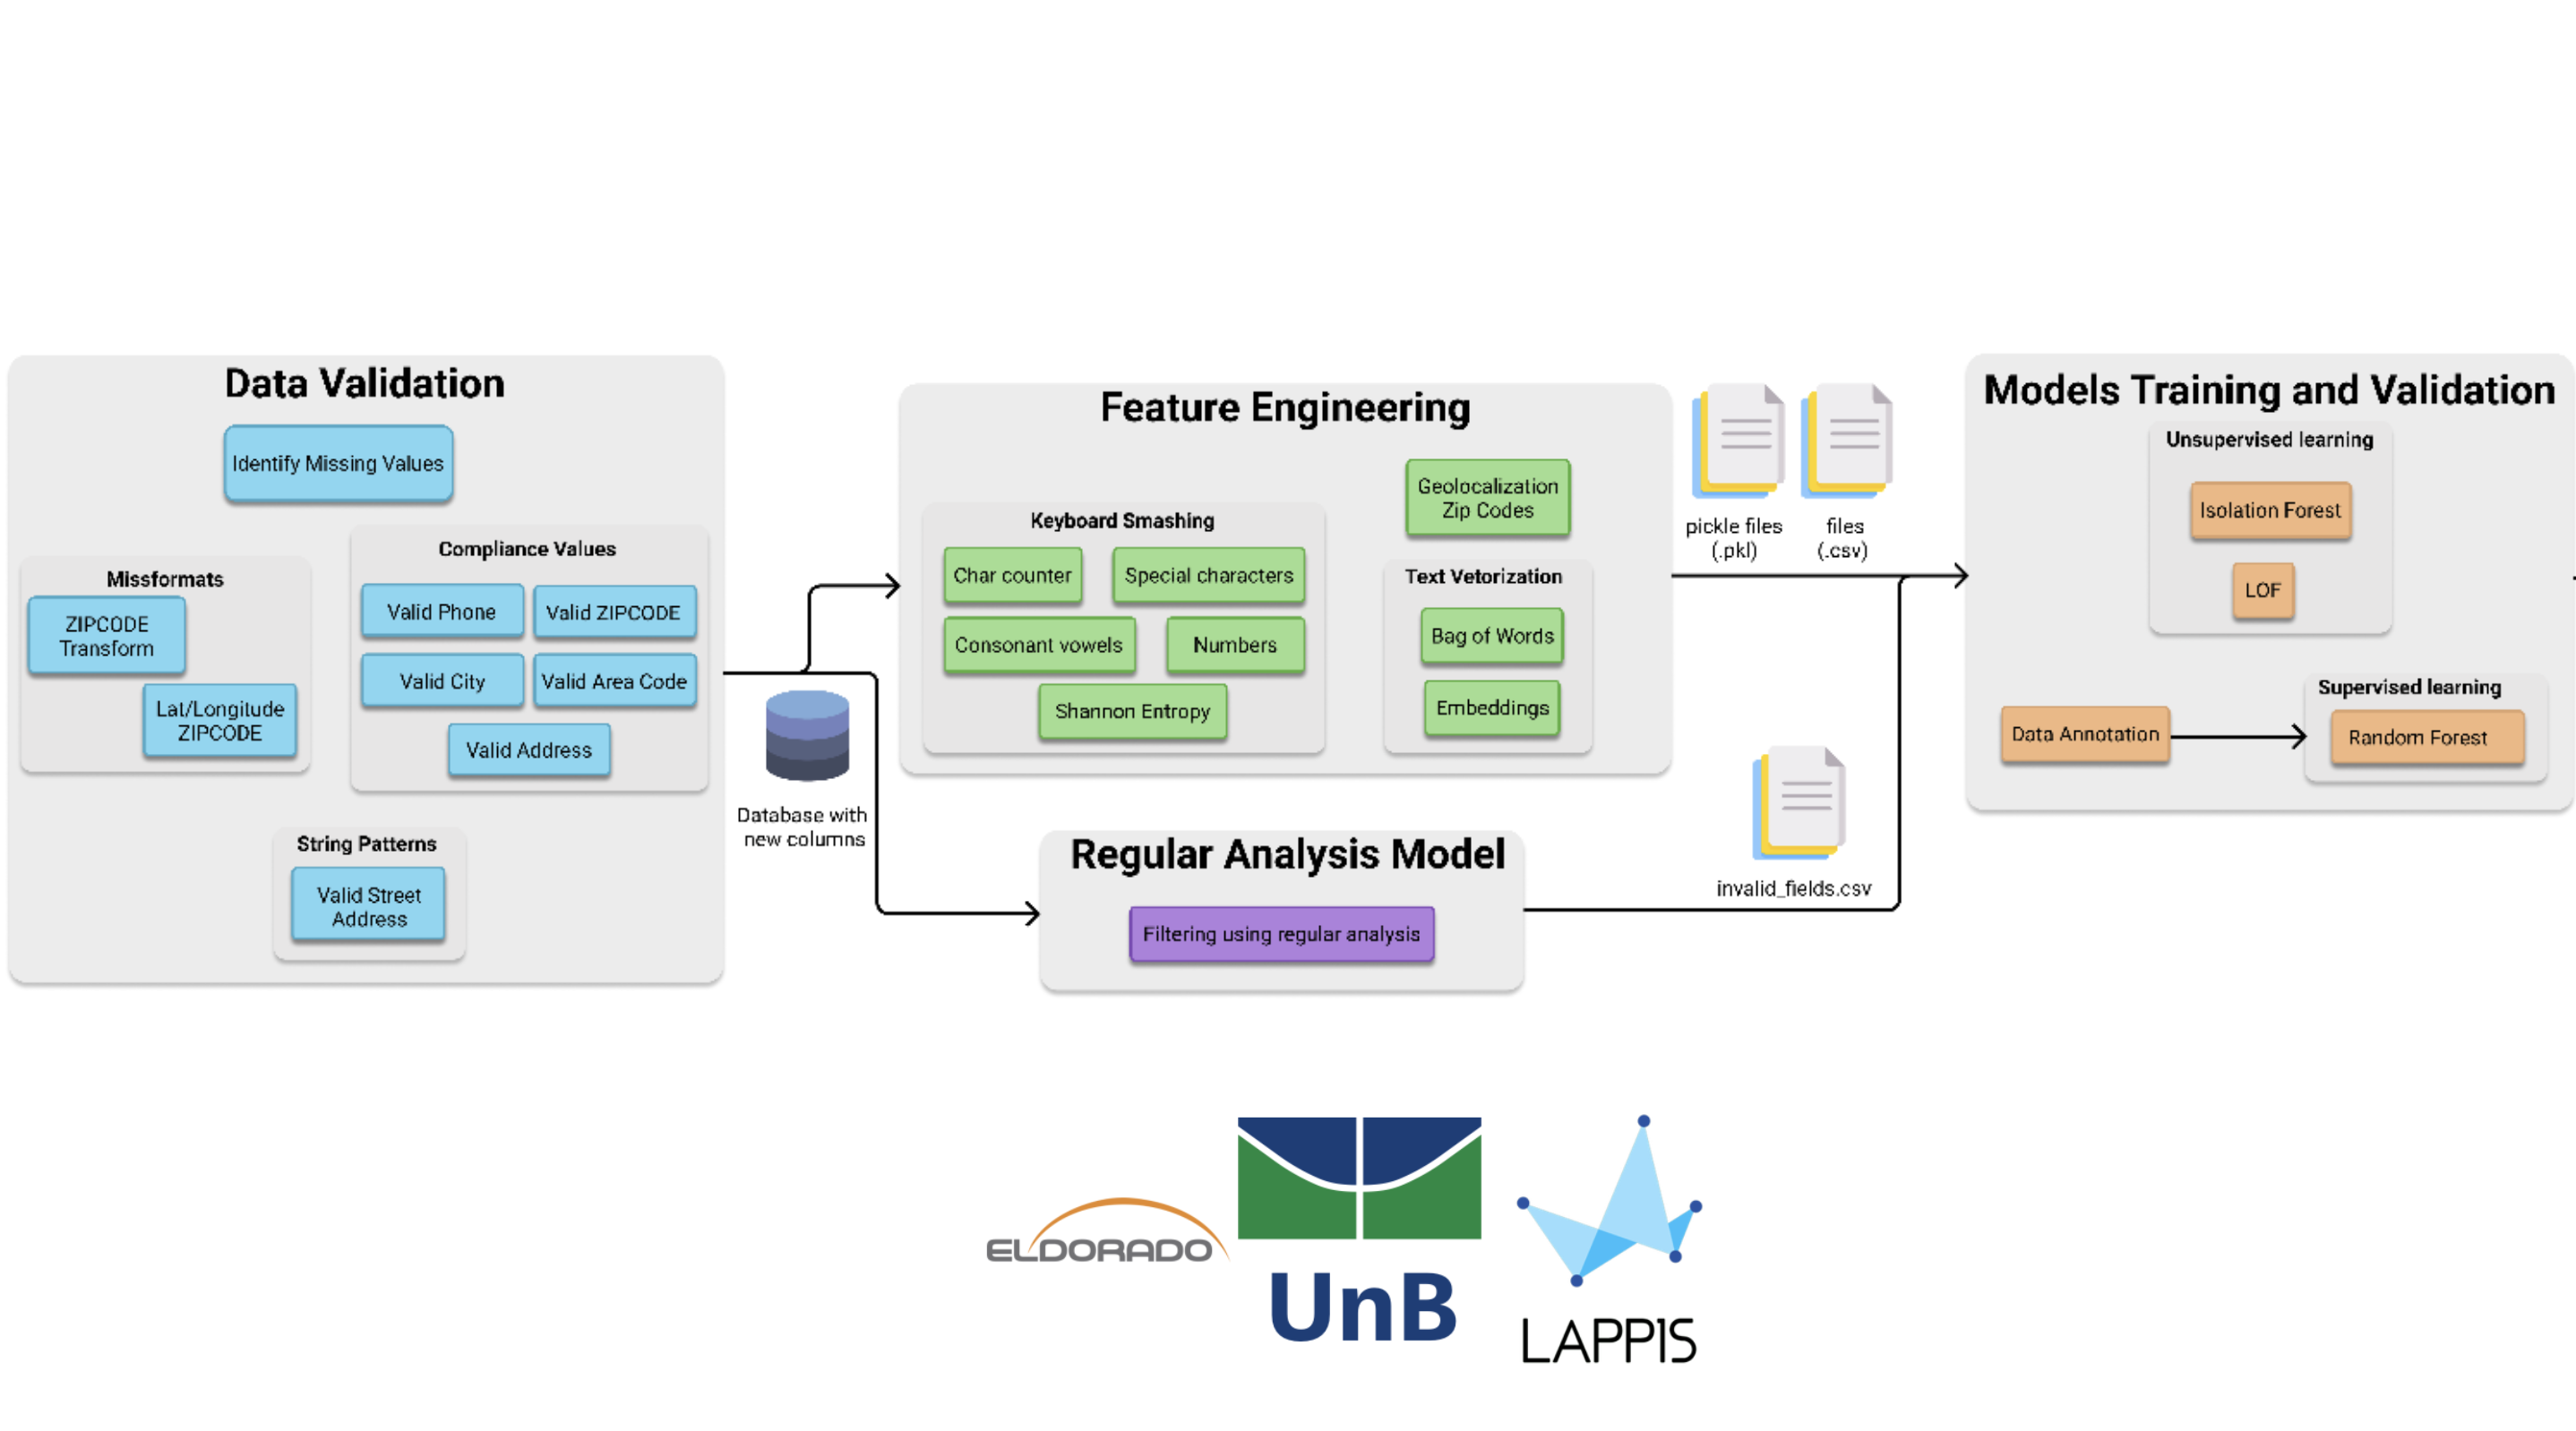 Data Validation
Identify Missing Values
Missformats
ZIPCODE
Transform
Lat/Longitude
ZIPCODE
Compliance Values
Valid Phone
Valid ZIPCODE
Valid City
Valid Area Code
Valid Address
String Patterns
Valid Street
Address
Database with
new columns
Feature Engineering
Keyboard Smashing
Char counter
Special characters
Consonant vowels
Numbers
Shannon Entropy
Geolocalization
Zip Codes
Text Vetorization
Bag of Words
Embeddings
Regular Analysis Model
Filtering using regular analysis
pickle files
(.pkl)
files
(.csv)
invalid_fields.csv
Models Training and Validation
Unsupervised learning
Isolation Forest
LOF
Data Annotation
Supervised learning
Random Forest
ELDORADO
UnB
LAPPIS